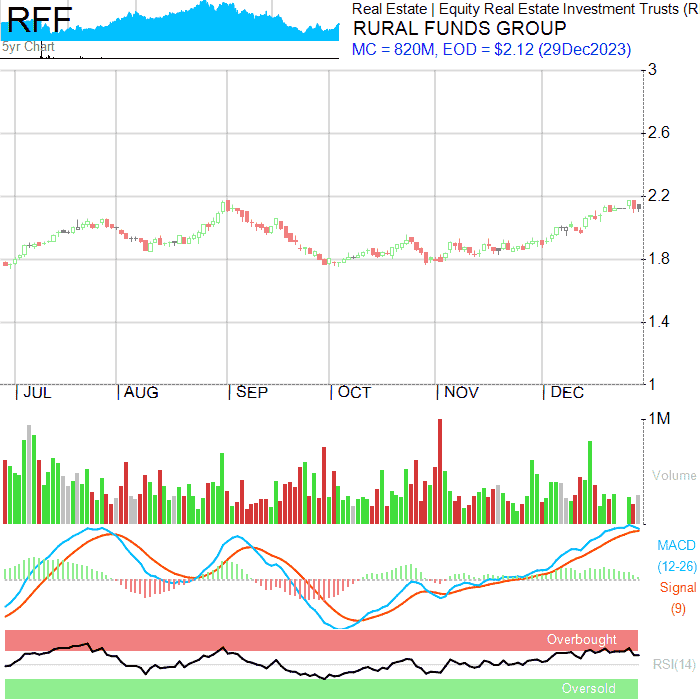 RFF
5yr Chart
Real Estate | Equity Real Estate Investment Trusts (R
RURAL FUNDS GROUP
MC = 820M, EOD = $2.12 (29Dec2023)
3
2.6
2.2
1.8
1.4
1
JUL AUG SEP OCT NOV DEC
1M
Volume
MACD
(12-26)
Signal
(9)
Overbought
RSI(14)
Oversold